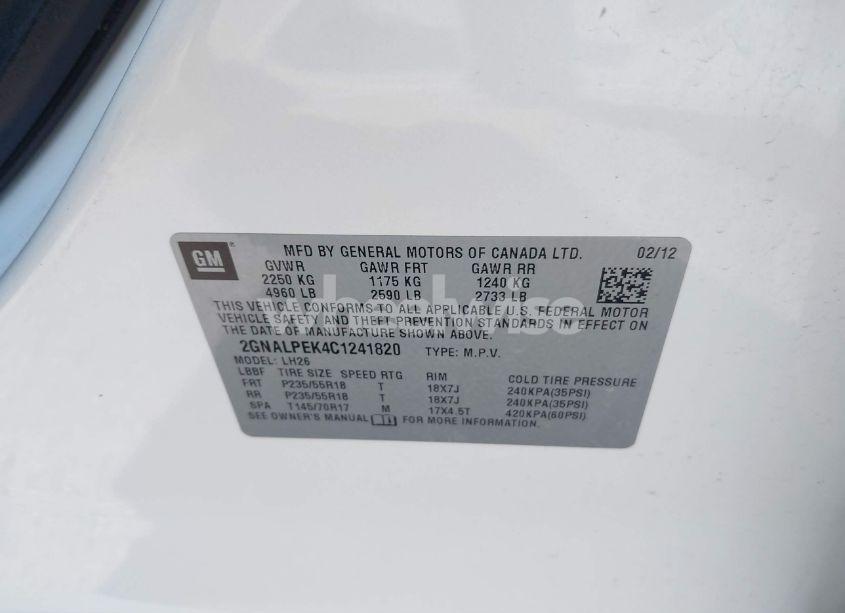 GM
MFD BY GENERAL MOTORS OF CANADA LTD. 02/12
GVWR GAWR FRT GAWR RR
2250 KG 1175 KG 1240 KG
4960 LB 2590 LB 2733 LB
THIS VEHICLE CONFORMS TO ALL APPLICABLE U.S. FEDERAL MOTOR
VEHICLE SAFETY AND THEFT PREVENTION STANDARDS IN EFFECT ON
THE DATE OF MANUFACTURE SHOWN ABOVE.
2GNALPEK4C1241820 TYPE: M.P.V.
MODEL: LH26
LBBF TIRE SIZE SPEED RTG RIM COLD TIRE PRESSURE
FRT P235/55R18 T 18X7J 240KPA(35PSI)
RR P235/55R18 T 18X7J 240KPA(35PSI)
SPA T145/70R17 M 17X4.5T 420KPA(60PSI)
SEE OWNER'S MANUAL FOR MORE INFORMATION.